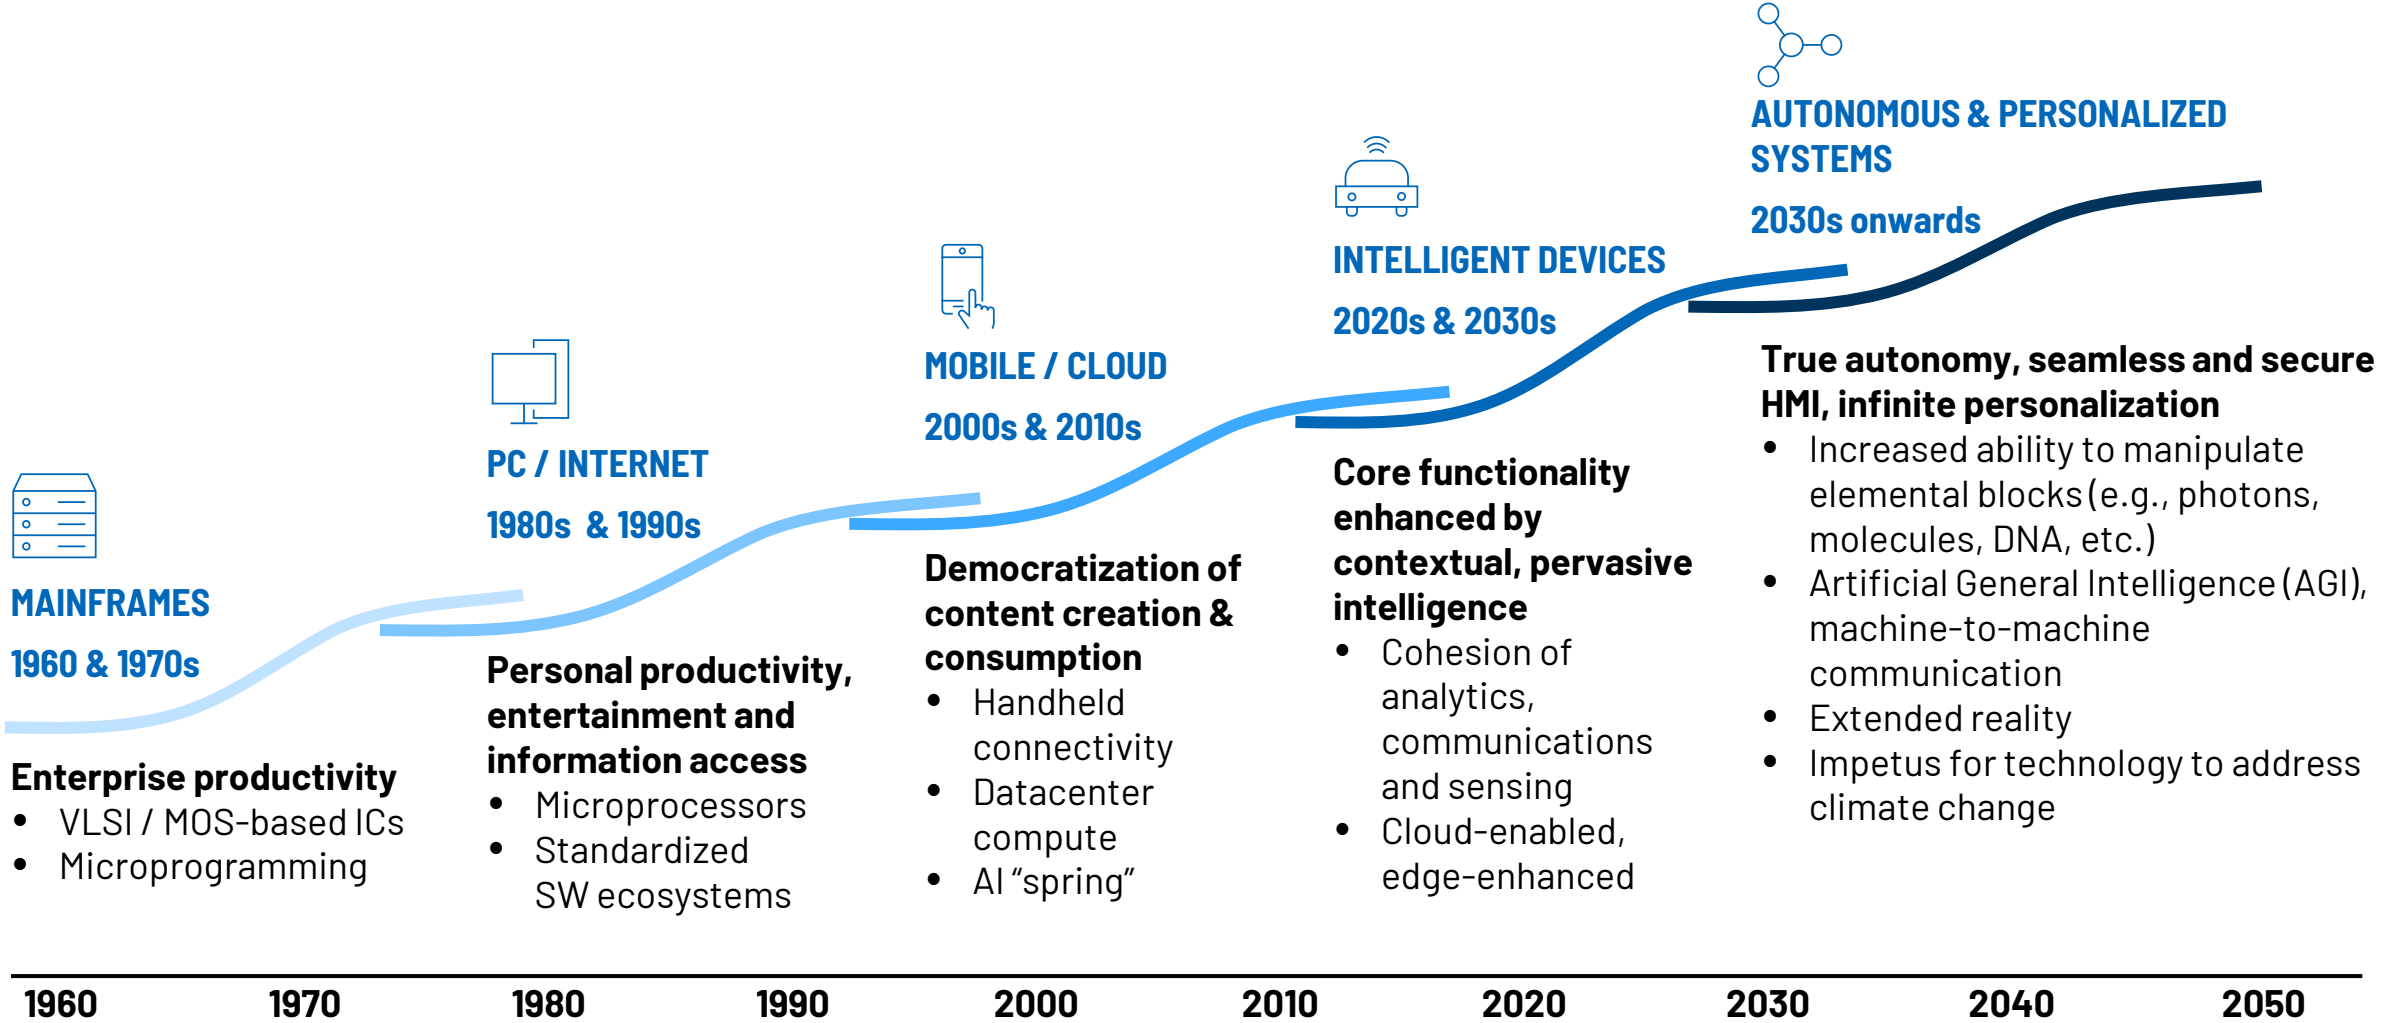 MAINFRAMES
1960 & 1970s
Enterprise productivity
• VLSI / MOS-based ICs
• Microprogramming
PC / INTERNET
1980s & 1990s
Personal productivity,
entertainment and
information access
• Microprocessors
• Standardized
SW ecosystems
MOBILE / CLOUD
2000s & 2010s
Democratization of
content creation &
consumption
• Handheld
connectivity
• Datacenter
compute
• AI “spring”
INTELLIGENT DEVICES
2020s & 2030s
Core functionality
enhanced by
contextual, pervasive
intelligence
• Cohesion of
analytics,
communications
and sensing
• Cloud-enabled,
edge-enhanced
AUTONOMOUS & PERSONALIZED
SYSTEMS
2030s onwards
True autonomy, seamless and secure
HMI, infinite personalization
• Increased ability to manipulate
elemental blocks (e.g., photons,
molecules, DNA, etc.)
• Artificial General Intelligence (AGI),
machine-to-machine
communication
• Extended reality
• Impetus for technology to address
climate change
1960 1970 1980 1990 2000 2010 2020 2030 2040 2050